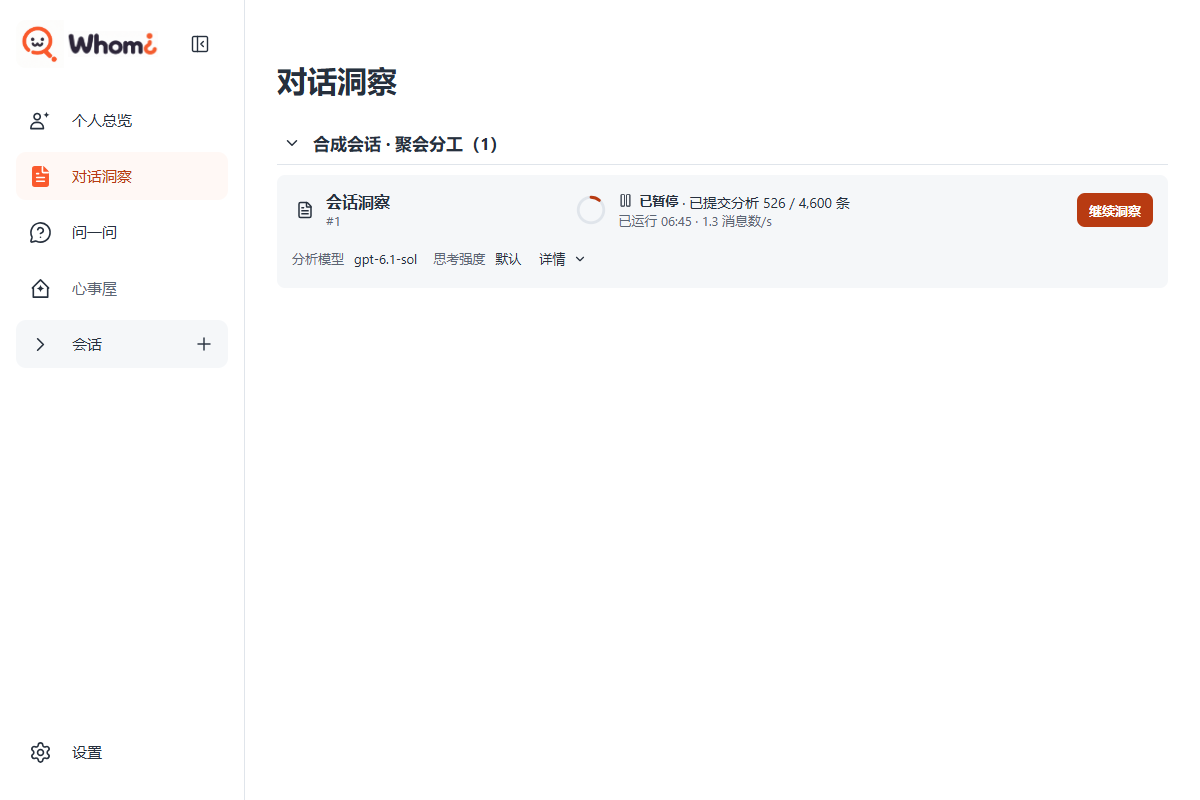 Whomi
个人总览
对话洞察
问一问
心事屋
会话
设置
对话洞察
合成会话 · 聚会分工（1）
会话洞察
#1
已暂停 · 已提交分析 526 / 4,600 条
已运行 06:45 · 1.3 消息数/s
继续洞察
分析模型 gpt-6.1-sol 思考强度 默认 详情